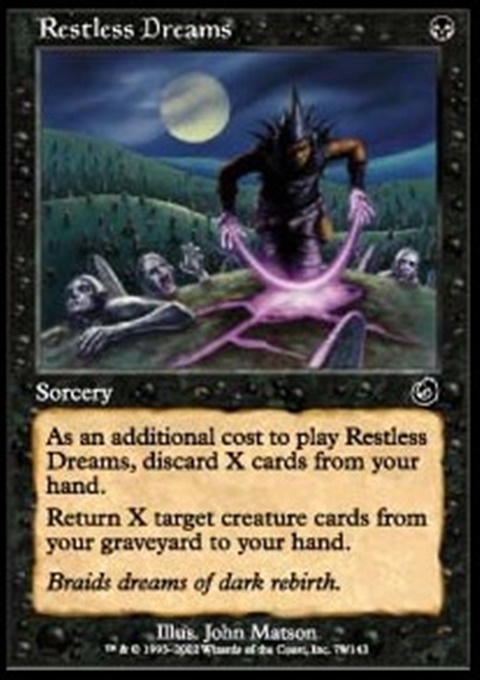 Restless Dreams
Sorcery
As an additional cost to play Restless
Dreams, discard X cards from your
hand.
Return X target creature cards from
your graveyard to your hand.
Braids dreams of dark rebirth.
Illus. John Matson
™ & © 1993-2002 Wizards of the Coast, Inc. 79/143